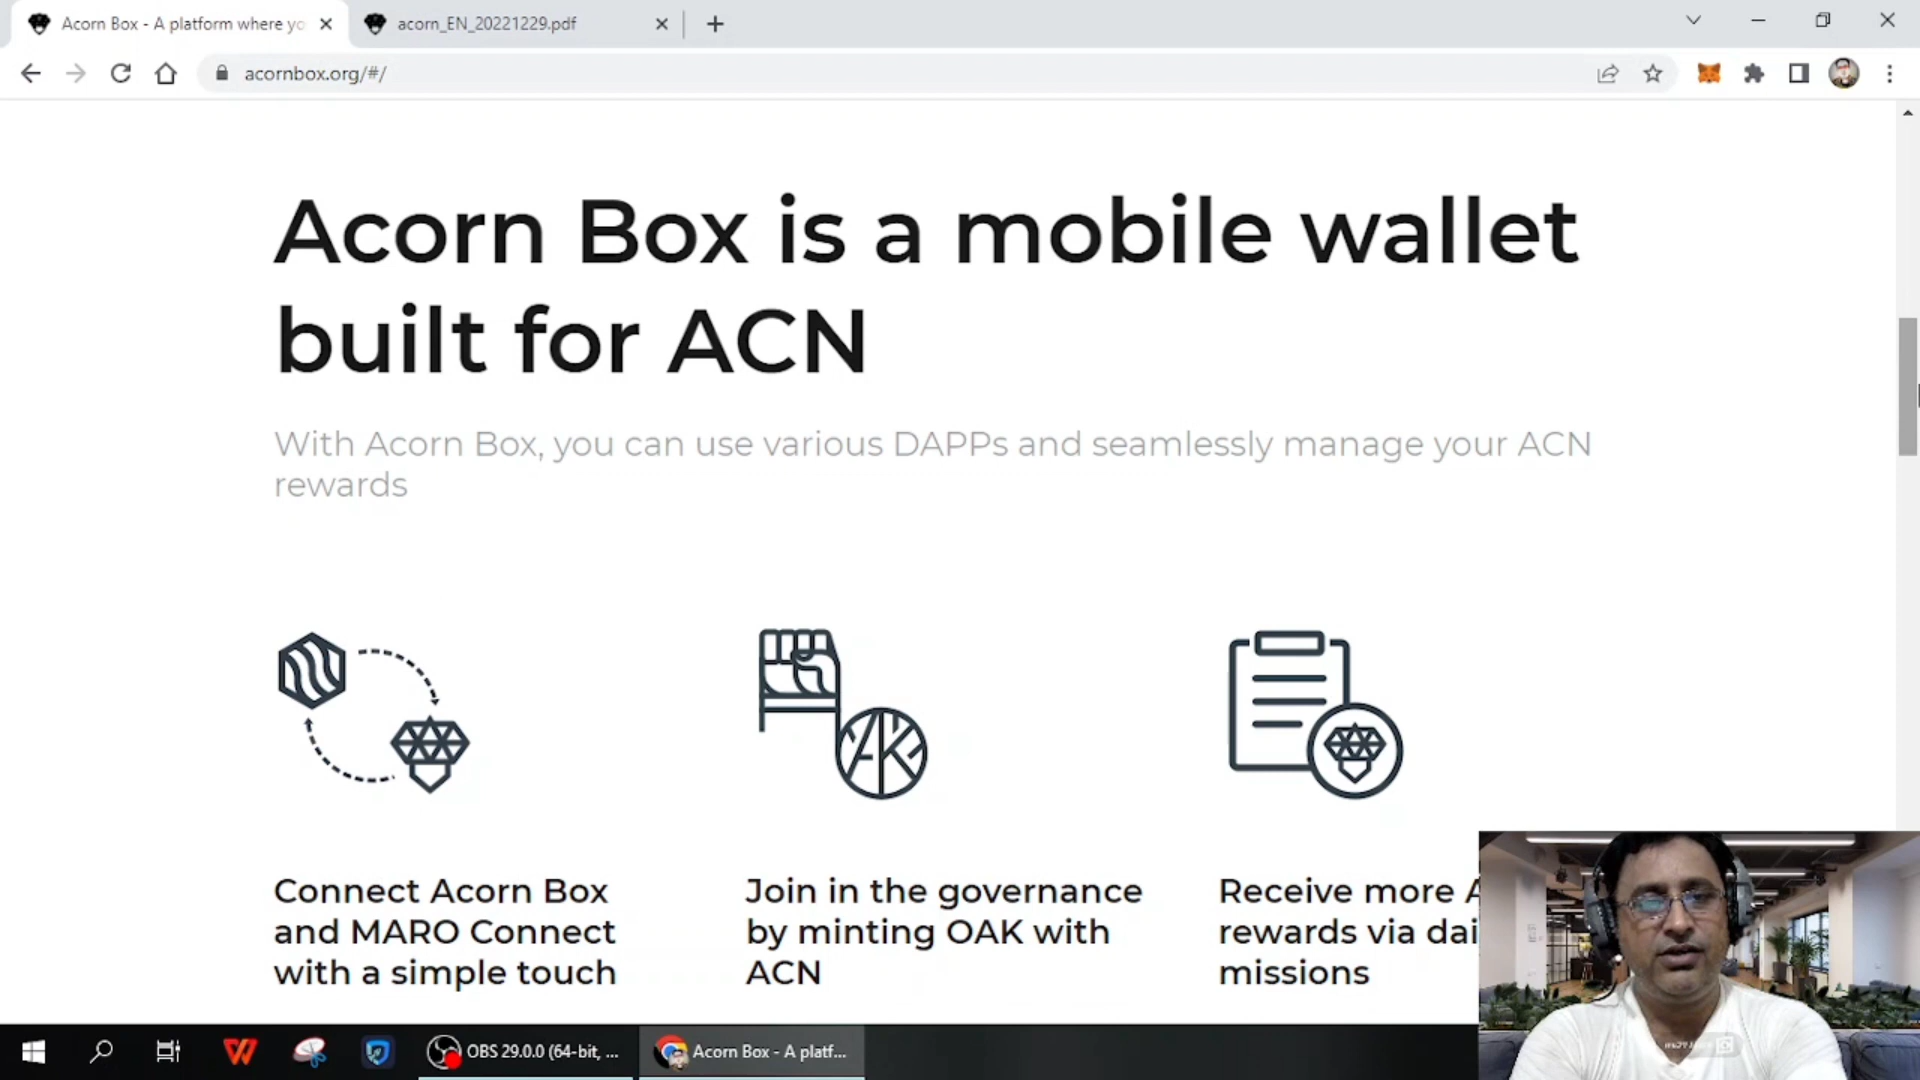 Acorn Box - A platform where yo
acorn_EN_20221229.pdf
acornbox.org/#/
Acorn Box is a mobile wallet
built for ACN
With Acorn Box, you can use various DAPPs and seamlessly manage your ACN
rewards
AK
Connect Acorn Box
and MARO Connect
with a simple touch
Join in the governance
by minting OAK with
ACN
Receive more
rewards via dai
missions
OBS 29.0.0 (64-bit, ...
Acorn Box - A platf...